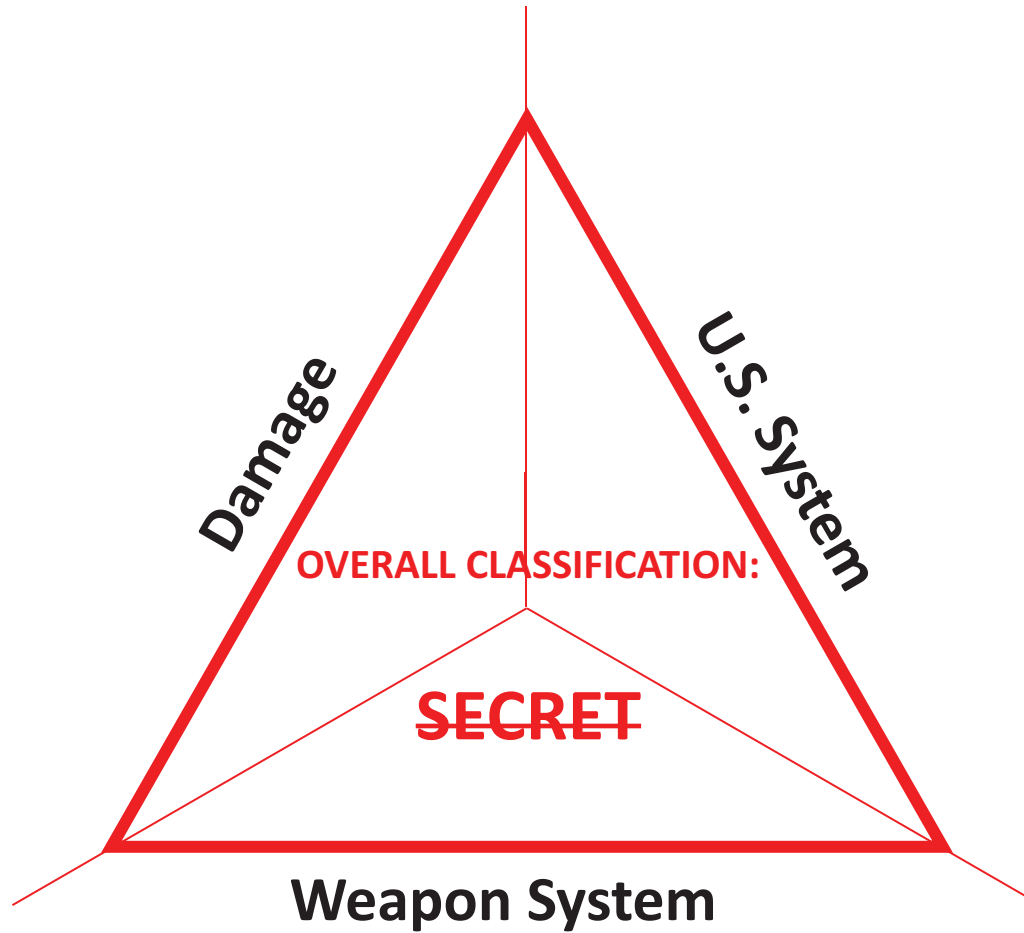 Damage
U.S. System
OVERALL CLASSIFICATION:
SECRET
Weapon System